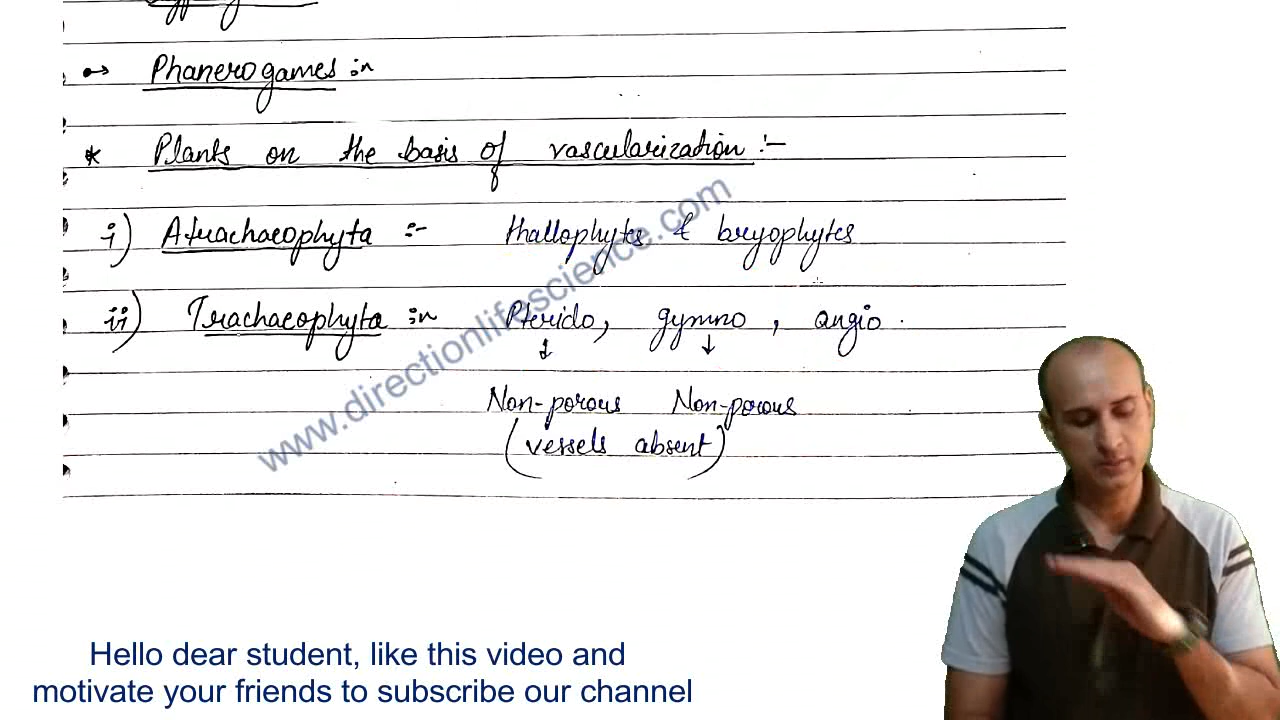 Phanerogames :-
* Plants on the basis of vascularization :-
i) Atrachaeophyta :- thallophytes & bryophytes
ii) Trachaeophyta :- Pterido, gymno, angio.
↓ ↓
Non-porous Non-porous
(vessels absent)
www.directionlifescience.com
Hello dear student, like this video and
motivate your friends to subscribe our channel